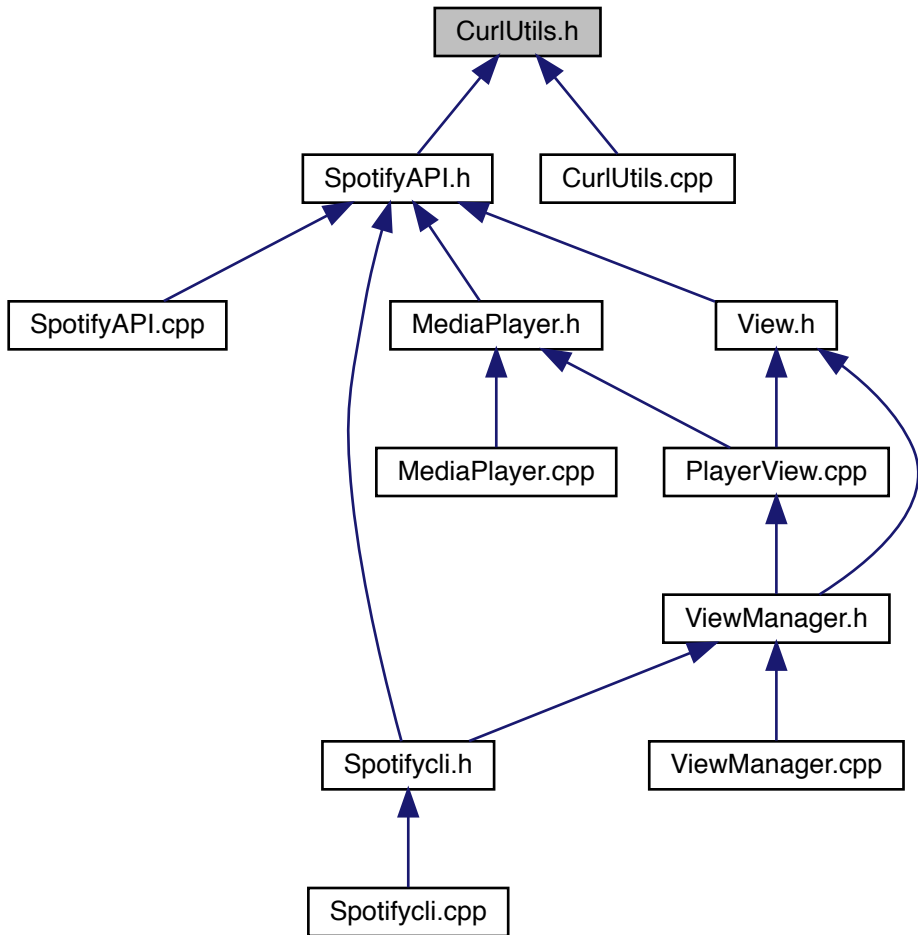 CurlUtils.h
SpotifyAPI.h
CurlUtils.cpp
SpotifyAPI.cpp
MediaPlayer.h
View.h
MediaPlayer.cpp
PlayerView.cpp
ViewManager.h
Spotifycli.h
ViewManager.cpp
Spotifycli.cpp